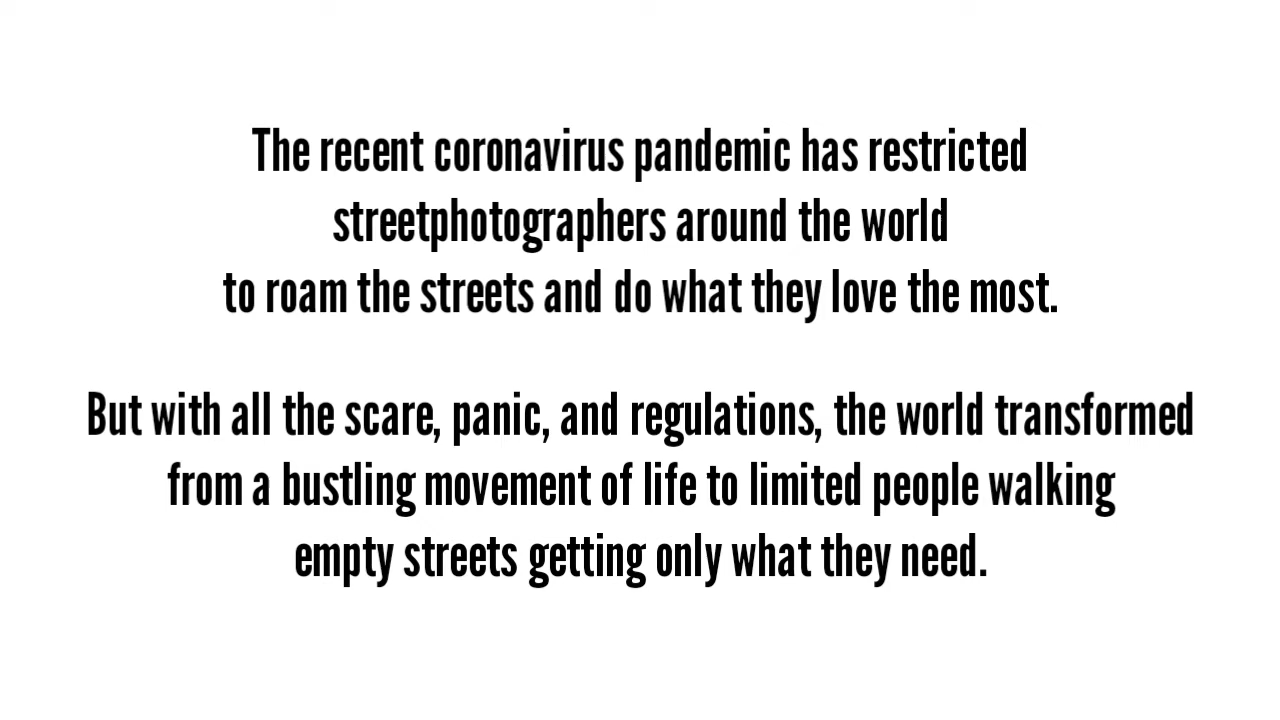 The recent coronavirus pandemic has restricted
streetphotographers around the world
to roam the streets and do what they love the most.
But with all the scare, panic, and regulations, the world transformed
from a bustling movement of life to limited people walking
empty streets getting only what they need.